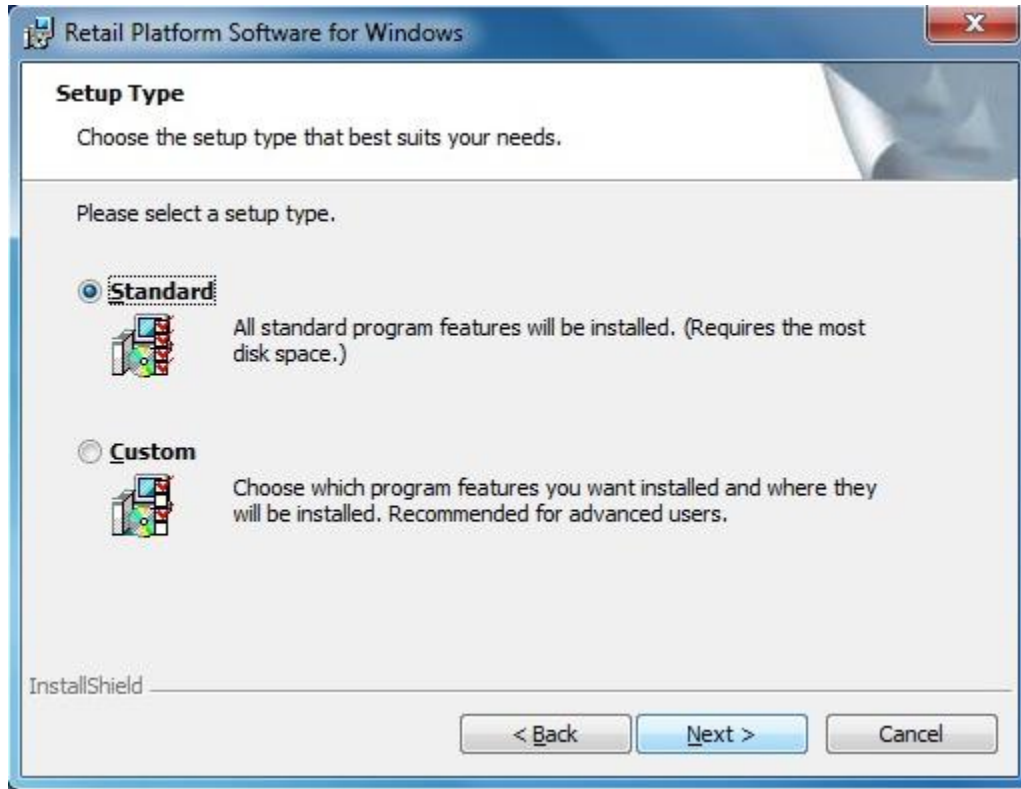 Retail Platform Software for Windows
Setup Type
Choose the setup type that best suits your needs.
Please select a setup type.
Standard
All standard program features will be installed. (Requires the most
disk space.)
Custom
Choose which program features you want installed and where they
will be installed. Recommended for advanced users.
InstallShield
< Back
Next >
Cancel